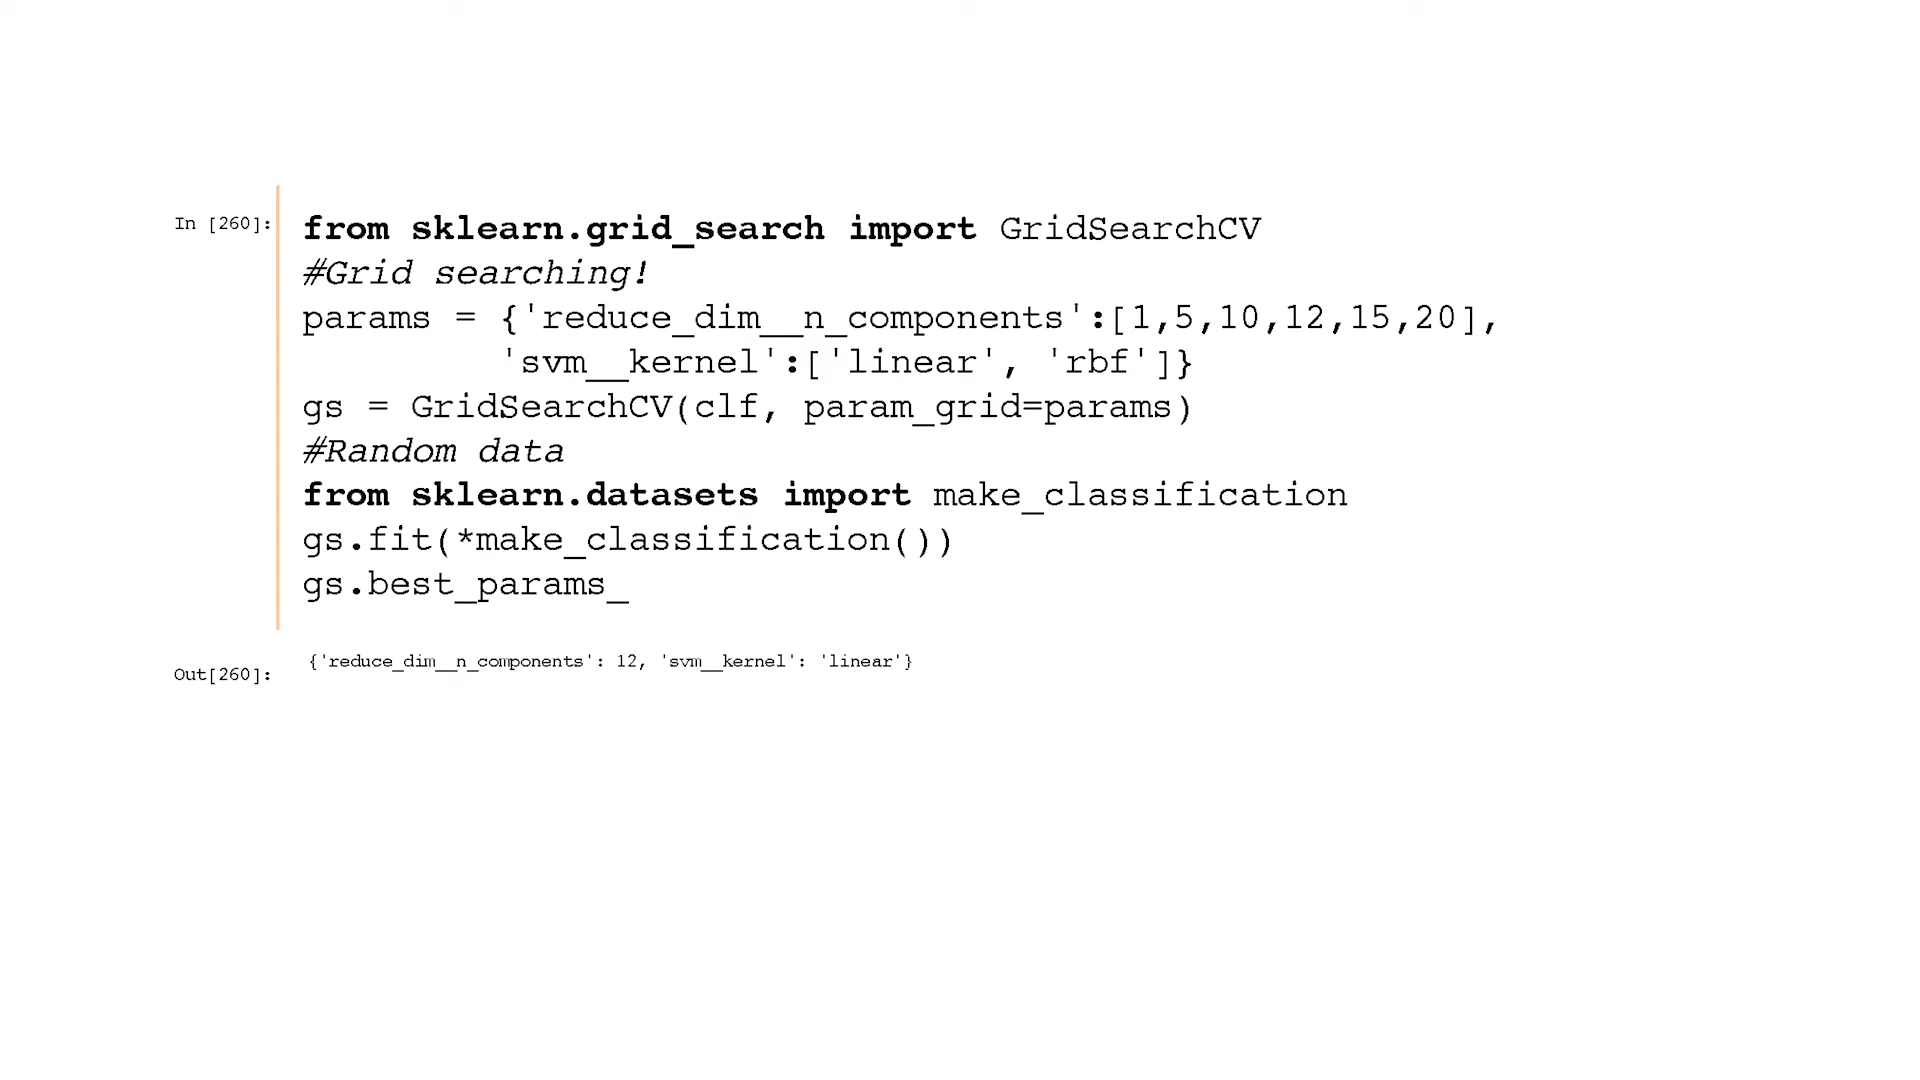 In [260]:
from sklearn.grid_search import GridSearchCV
#Grid searching!
params = {'reduce_dim__n_components':[1,5,10,12,15,20],
'svm__kernel':['linear', 'rbf']}
gs = GridSearchCV(clf, param_grid=params)
#Random data
from sklearn.datasets import make_classification
gs.fit(*make_classification())
gs.best_params_
{'reduce_dim__n_components': 12, 'svm__kernel': 'linear'}
Out[260]: